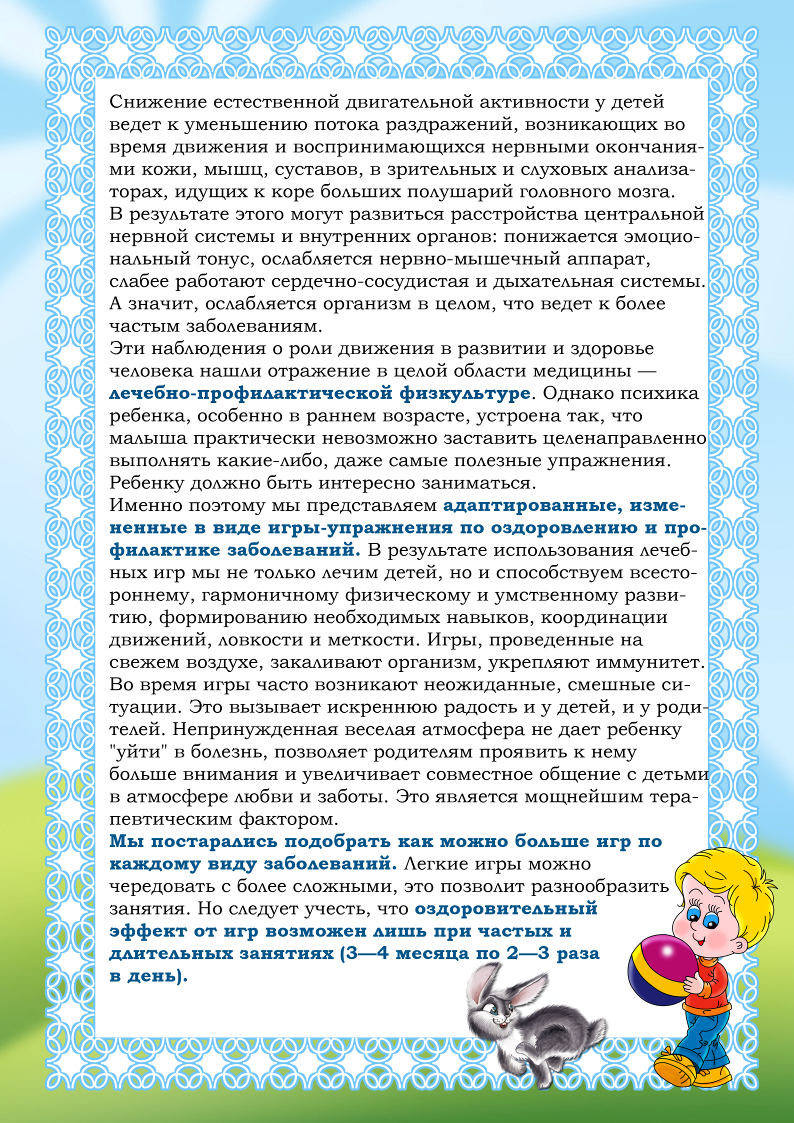 Снижение естественной двигательной активности у детей
ведет к уменьшению потока раздражений, возникающих во
время движения и воспринимающихся нервными окончания-
ми кожи, мышц, суставов, в зрительных и слуховых анализа-
торах, идущих к коре больших полушарий головного мозга.
В результате этого могут развиться расстройства центральной
нервной системы и внутренних органов: понижается эмоцио-
нальный тонус, ослабляется нервно-мышечный аппарат,
слабее работают сердечно-сосудистая и дыхательная системы.
А значит, ослабляется организм в целом, что ведет к более
частым заболеваниям.
Эти наблюдения о роли движения в развитии и здоровье
человека нашли отражение в целой области медицины —
лечебно-профилактической физкультуре. Однако психика
ребенка, особенно в раннем возрасте, устроена так, что
малыша практически невозможно заставить целенаправленно
выполнять какие-либо, даже самые полезные упражнения.
Ребенку должно быть интересно заниматься.
Именно поэтому мы представляем адаптированные, изме-
ненные в виде игры-упражнения по оздоровлению и про-
филактике заболеваний. В результате использования лечеб-
ных игр мы не только лечим детей, но и способствуем всесто-
роннему, гармоничному физическому и умственному разви-
тию, формированию необходимых навыков, координации
движений, ловкости и меткости. Игры, проведенные на
свежем воздухе, закаливают организм, укрепляют иммунитет.
Во время игры часто возникают неожиданные, смешные си-
туации. Это вызывает искреннюю радость и у детей, и у роди-
телей. Непринужденная веселая атмосфера не дает ребенку
"уйти" в болезнь, позволяет родителям проявить к нему
больше внимания и увеличивает совместное общение с детьми
в атмосфере любви и заботы. Это является мощнейшим тера-
певтическим фактором.
Мы постарались подобрать как можно больше игр по
каждому виду заболеваний. Легкие игры можно
чередовать с более сложными, это позволит разнообразить
занятия. Но следует учесть, что оздоровительный
эффект от игр возможен лишь при частых и
длительных занятиях (3—4 месяца по 2—3 раза
в день).